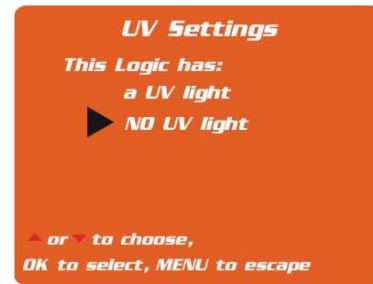 UV Settings
This Logic has:
a UV light
NO UV light
or to choose,
OK to select, MENU to escape